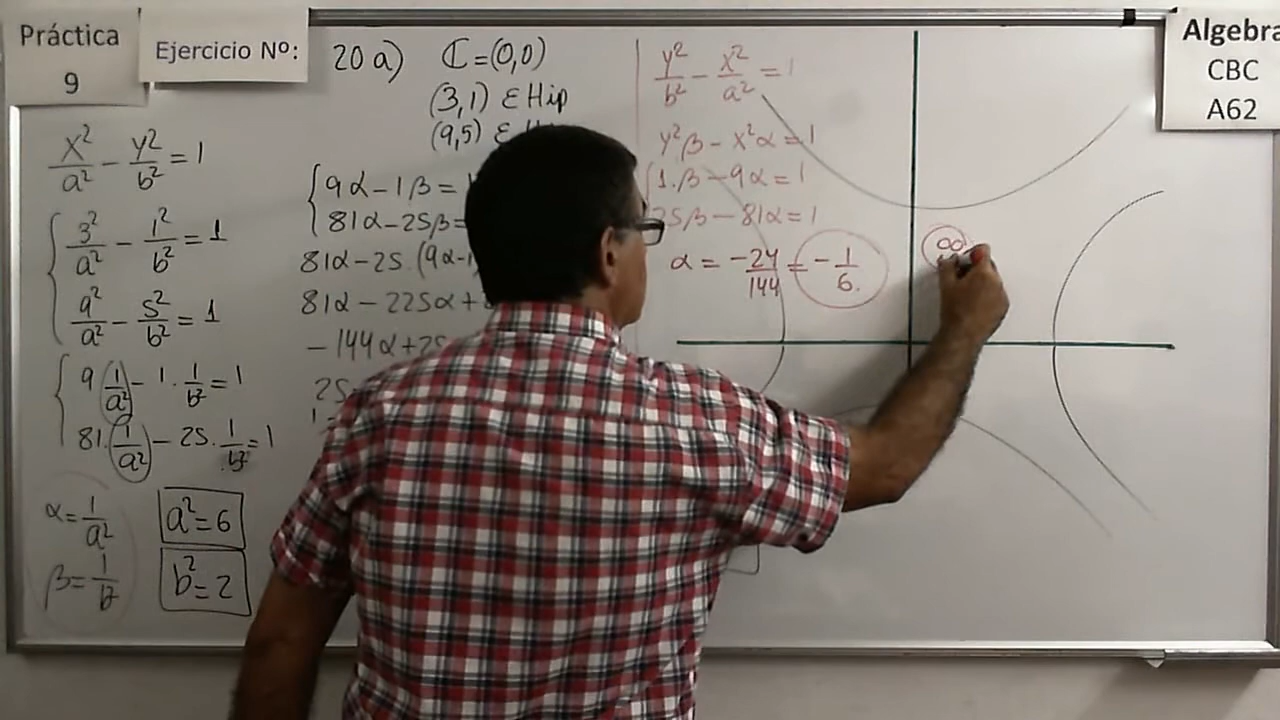 Práctica
9
Ejercicio Nº:
20 a) C=(0,0)
(3,1) ε Hip
(9,5) ε
Algebra
CBC
A62
x²/a² - y²/b² = 1
3²/a² - 1²/b² = 1
9²/a² - 5²/b² = 1
9 1/a² - 1 · 1/b² = 1
81 · 1/a² - 25 · 1/b² = 1
α = 1/a²
a² = 6
β = 1/b²
b² = 2
9α - 1β =
81α - 25β =
81α - 25 · (9α -
81α - 225α +
- 144α + 25
y²/b² - x²/a² = 1
y²β - x²α = 1
1·β - 9α = 1
25β - 81α = 1
α = -24/144 = - 1/6.